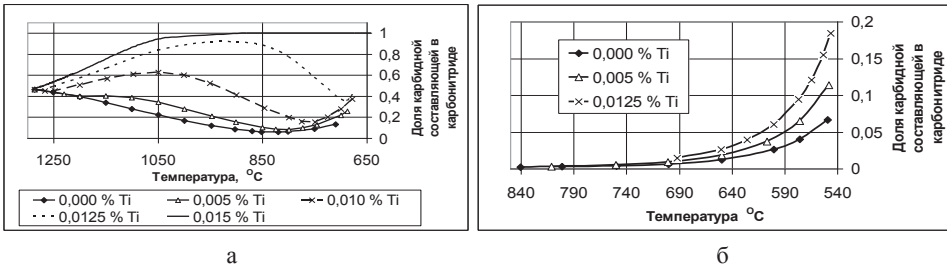 1
0,8
0,6
0,4
0,2
0
Доля карбидной
составляющей в
карбонитриде
1250 1050 850 650
Температура, °С
0,000 % Ti 0,005 % Ti 0,010 % Ti
0,0125 % Ti 0,015 % Ti
а
0,000 % Ti
0,005 % Ti
0,0125 % Ti
0,2
0,15
0,1
0,05
0
Доля карбидной
составляющей в
карбонитриде
840 790 740 690 640 590 540
Температура °С
б